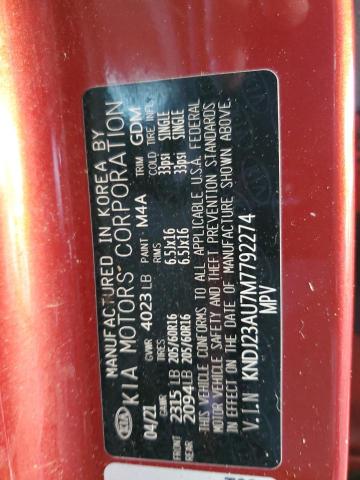 MANUFACTURED IN KOREA BY
KIA MOTORS CORPORATION
KIA
04/21 GVWR 4023 LB PAINT M4A TRIM GDM
GAWR TIRES RIMS COLD TIRE INFL.
FRONT 2315 LB 205/60R16 6.5Jx16 33psi SINGLE
REAR 2094 LB 205/60R16 6.5Jx16 33psi SINGLE
THIS VEHICLE CONFORMS TO ALL APPLICABLE U.S.A. FEDERAL
MOTOR VEHICLE SAFETY AND THEFT PREVENTION STANDARDS
IN EFFECT ON THE DATE OF MANUFACTURE SHOWN ABOVE.
V.I.N KNDJ23AU7M7792274
MPV